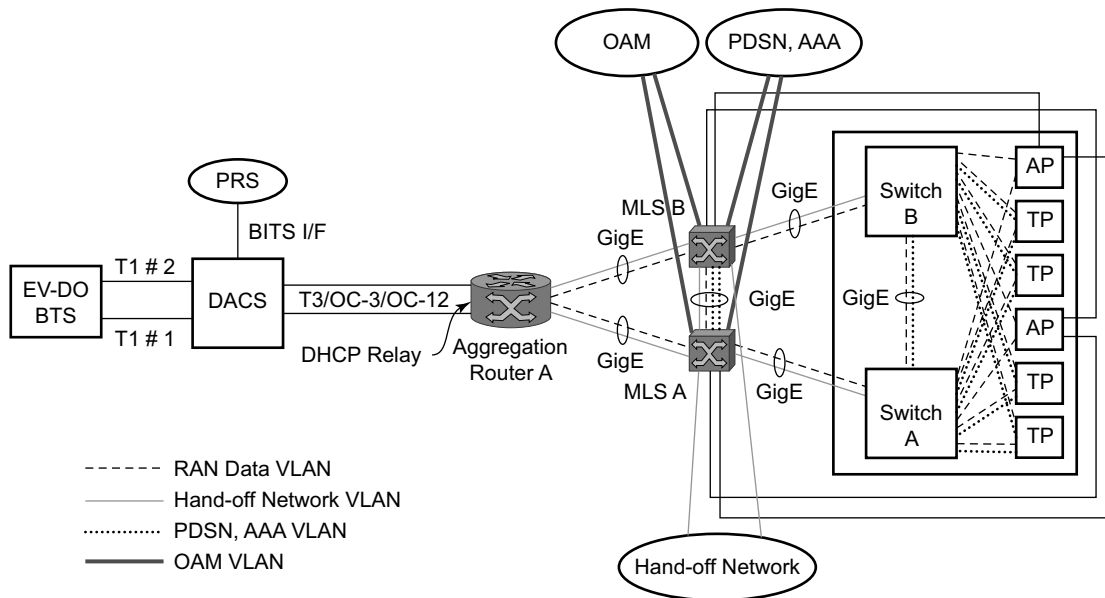 OAM
PDSN, AAA
PRS
BITS I/F
EV-DO
BTS
T1 # 2
T1 # 1
DACS
T3/OC-3/OC-12
DHCP Relay
Aggregation
Router A
GigE
GigE
MLS B
MLS A
GigE
GigE
GigE
Switch
B
GigE
Switch
A
AP
TP
TP
AP
TP
TP
RAN Data VLAN
Hand-off Network VLAN
PDSN, AAA VLAN
OAM VLAN
Hand-off Network